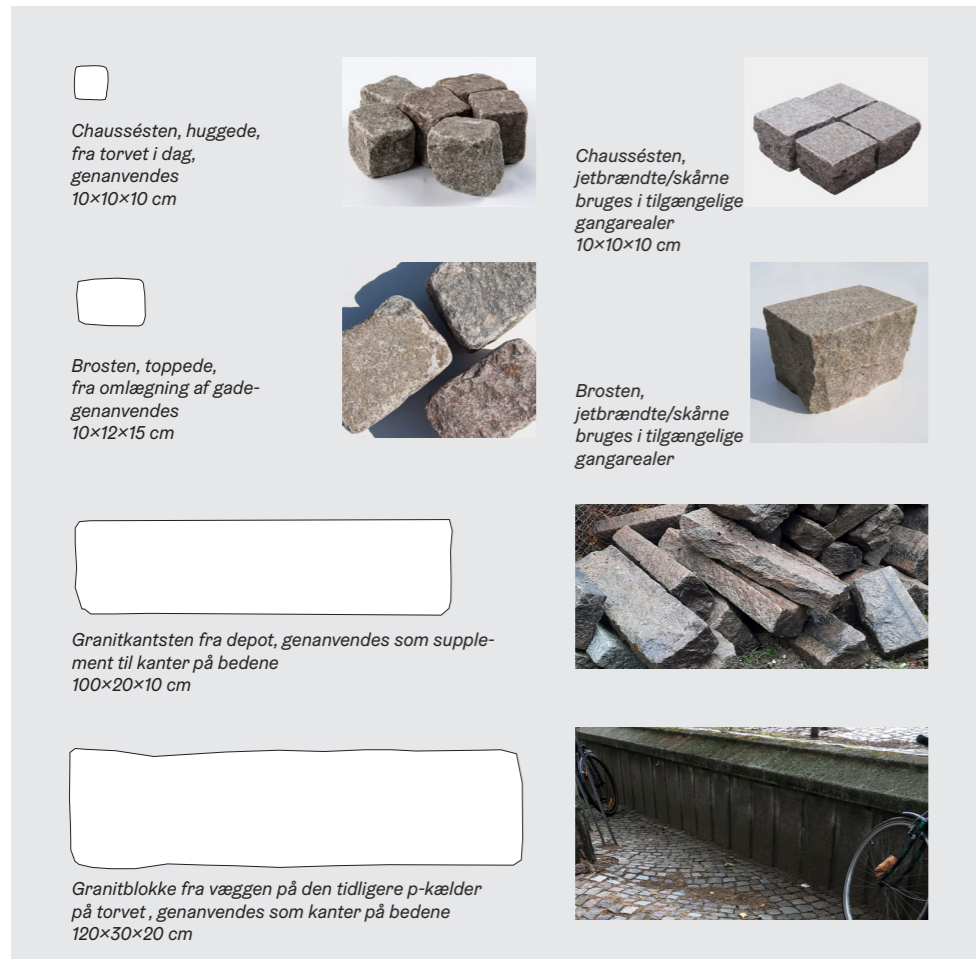 Chaussésten, huggede,
fra torvet i dag,
genanvendes
10×10×10 cm
Chaussésten,
jetbrændte/skårne
bruges i tilgængelige
gangarealer
10×10×10 cm
Brosten, toppede,
fra omlægning af gade-
genanvendes
10×12×15 cm
Brosten,
jetbrændte/skårne
bruges i tilgængelige
gangarealer
Granitkantsten fra depot, genanvendes som supple-
ment til kanter på bedene
100×20×10 cm
Granitblokke fra væggen på den tidligere p-kælder
på torvet , genanvendes som kanter på bedene
120×30×20 cm